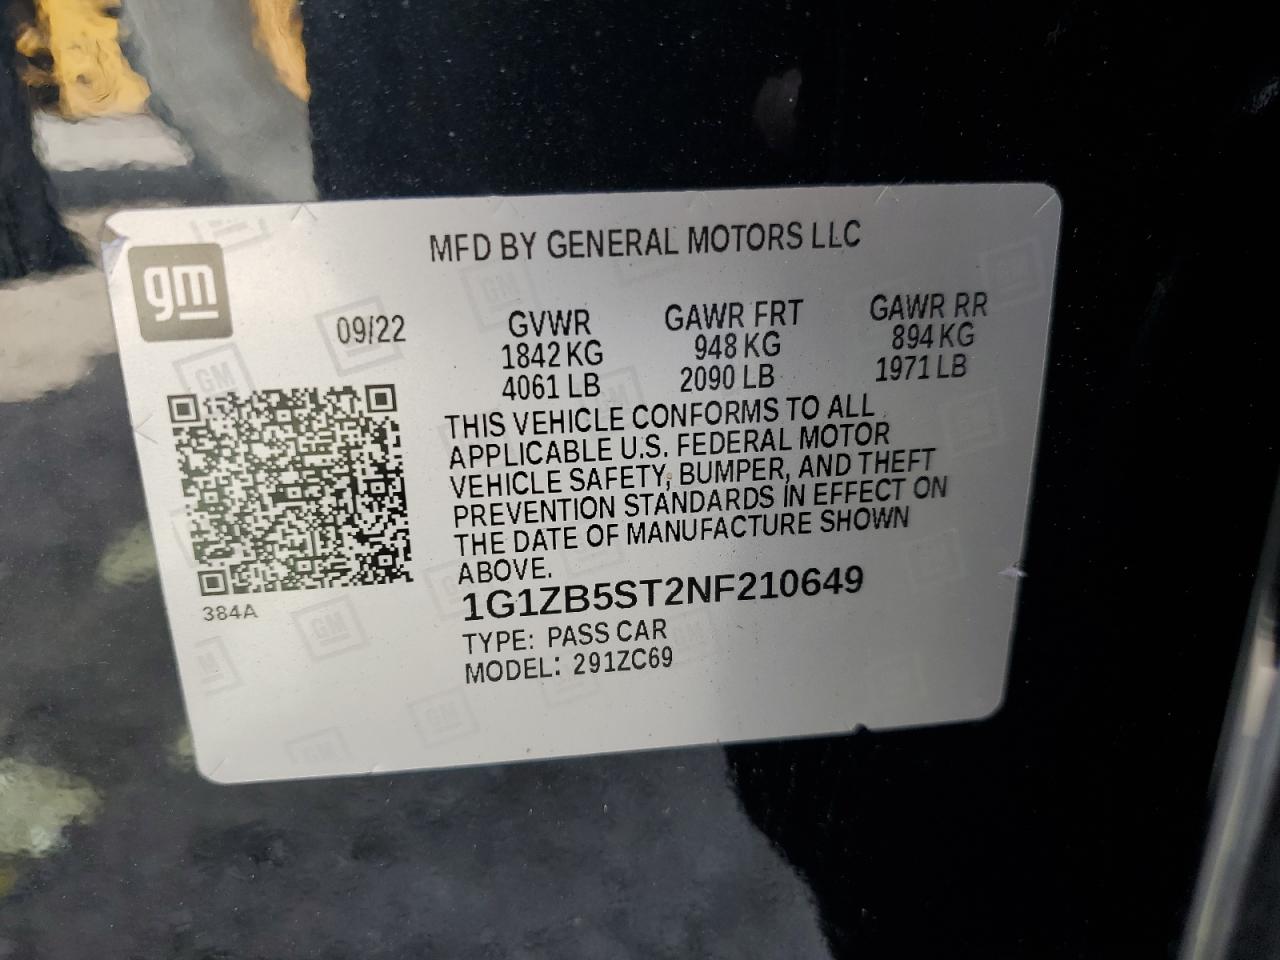 MFD BY GENERAL MOTORS LLC
gm
09/22
GVWR GAWR FRT GAWR RR
1842 KG 948 KG 894 KG
4061 LB 2090 LB 1971 LB
THIS VEHICLE CONFORMS TO ALL
APPLICABLE U.S. FEDERAL MOTOR
VEHICLE SAFETY, BUMPER, AND THEFT
PREVENTION STANDARDS IN EFFECT ON
THE DATE OF MANUFACTURE SHOWN
ABOVE.
384A
1G1ZB5ST2NF210649
TYPE: PASS CAR
MODEL: 291ZC69